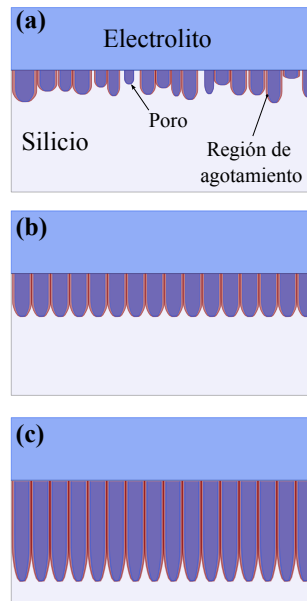 (a)
Electrolito
Poro
Silicio
Región de
agotamiento
(b)
(c)